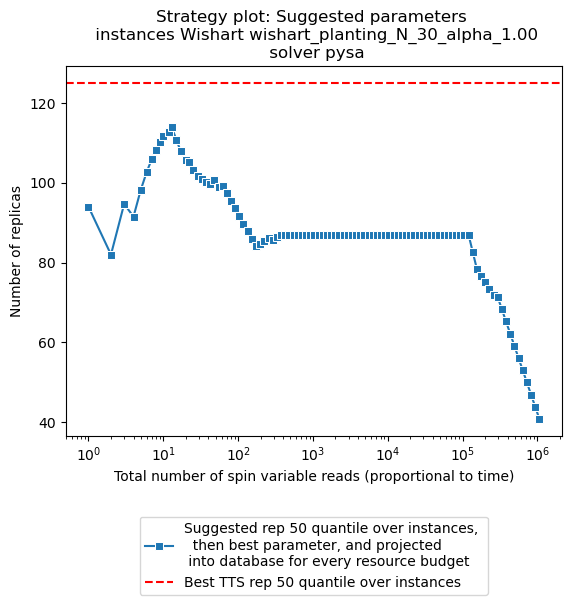 Strategy plot: Suggested parameters
instances Wishart wishart_planting_N_30_alpha_1.00
solver pysa
Number of replicas
120
100
80
60
40
10^0 10^1 10^2 10^3 10^4 10^5 10^6
Total number of spin variable reads (proportional to time)
Suggested rep 50 quantile over instances,
then best parameter, and projected
into database for every resource budget
Best TTS rep 50 quantile over instances